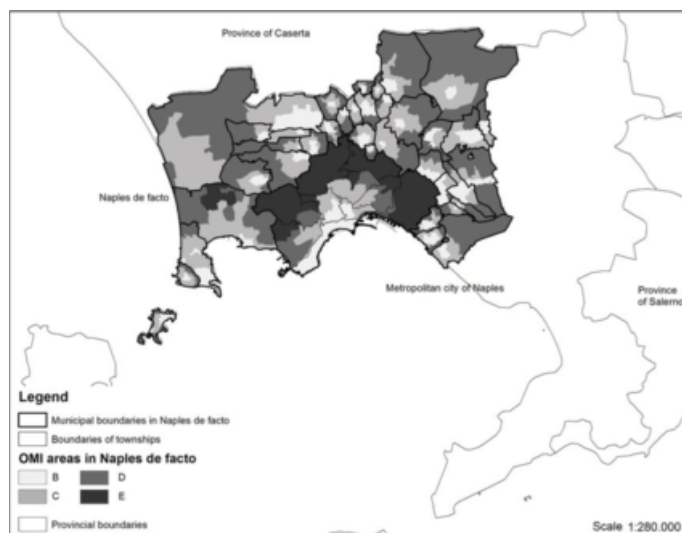 Province of Caserta
Naples de facto
Metropolitan city of Naples
Province
of Salerno
Legend
Municipal boundaries in Naples de facto
Boundaries of townships
OMI areas in Naples de facto
B
D
C
E
Provincial boundaries
Scale 1:280.000